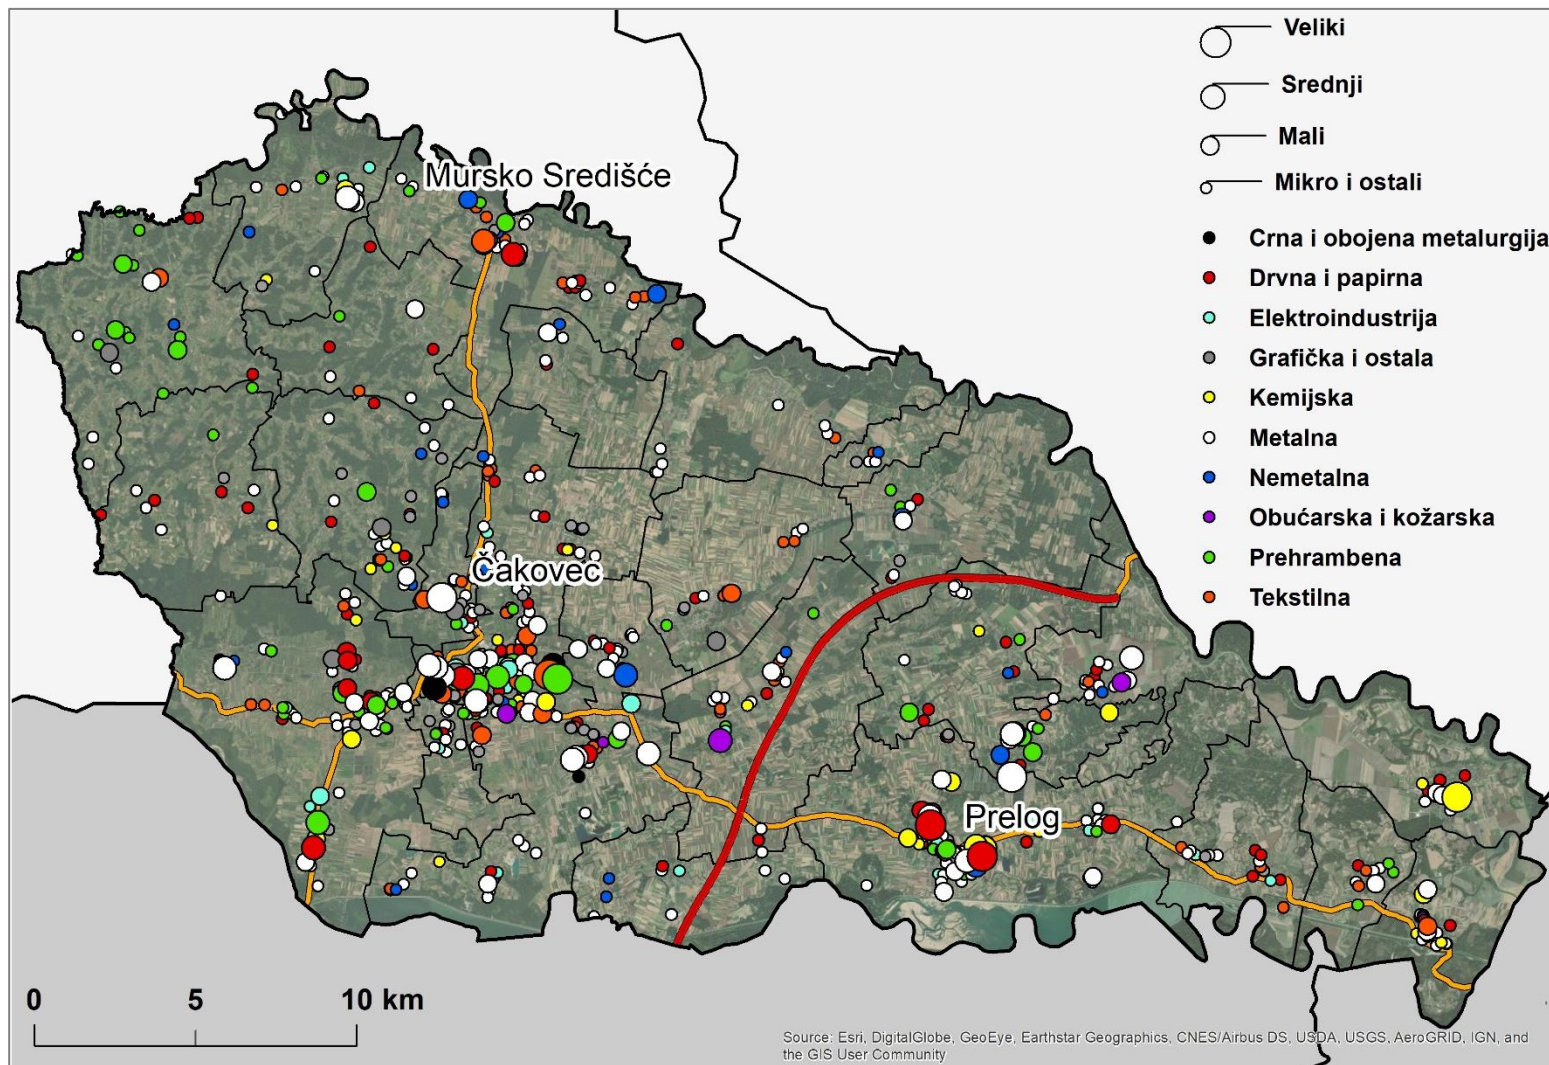 Veliki
Srednji
Mali
Mikro i ostali
Crna i obojena metalurgija
Drvna i papirna
Elektroindustrija
Grafička i ostala
Kemijska
Metalna
Nemetalna
Obućarska i kožarska
Prehrambena
Tekstilna
Mursko Središće
Čakovec
Prelog
0 5 10 km
Source: Esri, DigitalGlobe, GeoEye, Earthstar Geographics, CNES/Airbus DS, USDA, USGS, AeroGRID, IGN, and
the GIS User Community